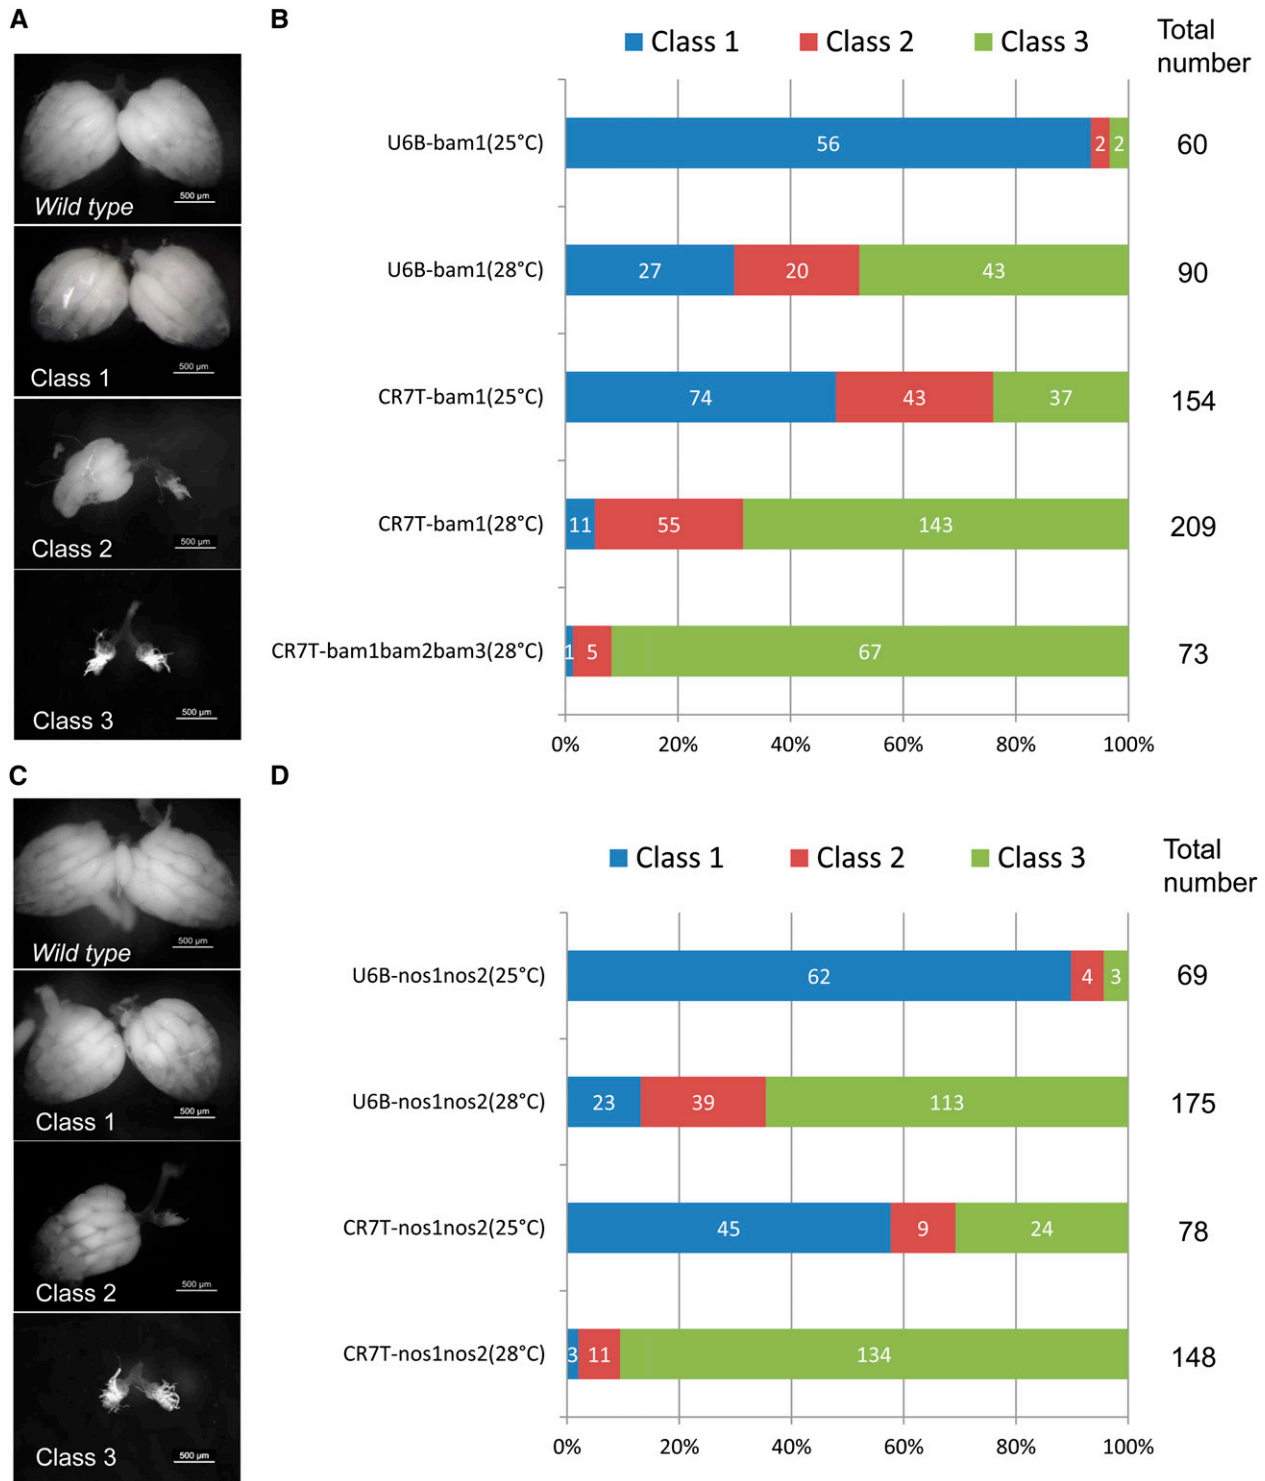 A
Wild type
500 µm
Class 1
500 µm
Class 2
500 µm
Class 3
500 µm
B
Class 1 Class 2 Class 3
Total
number
U6B-bam1(25°C) 56 2 2 60
U6B-bam1(28°C) 27 20 43 90
CR7T-bam1(25°C) 74 43 37 154
CR7T-bam1(28°C) 11 55 143 209
CR7T-bam1bam2bam3(28°C) 1 5 67 73
0% 20% 40% 60% 80% 100%
C
Wild type
500 µm
Class 1
500 µm
Class 2
500 µm
Class 3
500 µm
D
Class 1 Class 2 Class 3
Total
number
U6B-nos1nos2(25°C) 62 4 3 69
U6B-nos1nos2(28°C) 23 39 113 175
CR7T-nos1nos2(25°C) 45 9 24 78
CR7T-nos1nos2(28°C) 3 11 134 148
0% 20% 40% 60% 80% 100%